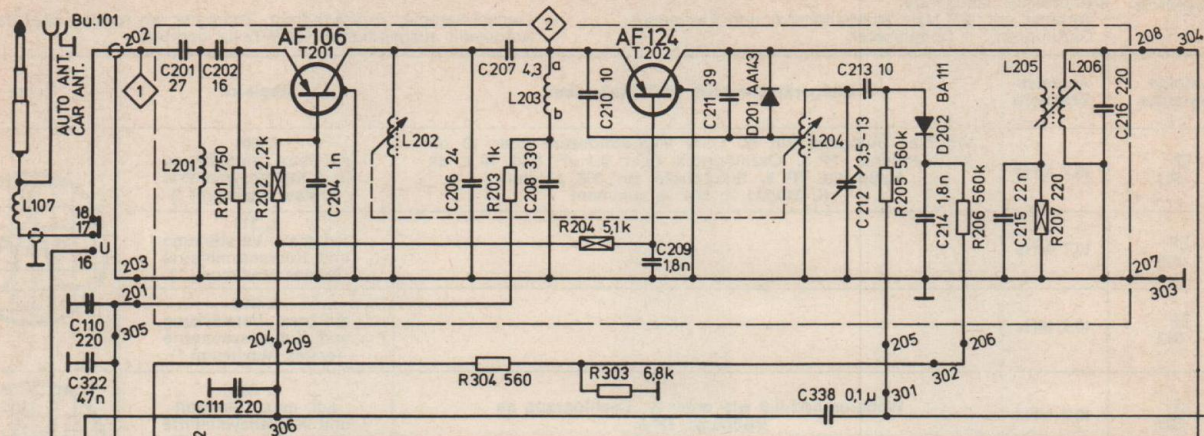 Bu.101
AUTO ANT.
CAR ANT.
202
1
C201
27
C202
16
AF 106
T201
C207 4,3
2
a
L203
b
AF 124
T202
C210 10
C211 39
D201 AA143
C213 10
L205
L206
C216 220
208
304
L107
18
17
16
U
L201
R201 750
R202 2,2k
C204 1n
L202
C206 24
R203 1k
C208 330
L204
C212 3,5-13
R205 560k
D202 BA 111
C214 1,8n
R206 560k
C215 22n
R207 220
R204 5,1k
C209
1,8n
203
201
207
303
C110
220
305
204
209
205
206
C322
47n
C111 220
R304 560
R303 6,8k
302
301
C338 0,1µ
306
2